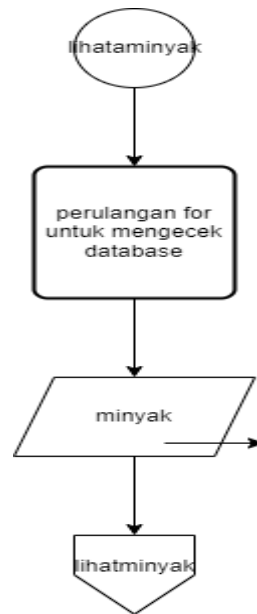 lihataminyak
perulangan for
untuk mengecek
database
minyak
lihatminyak